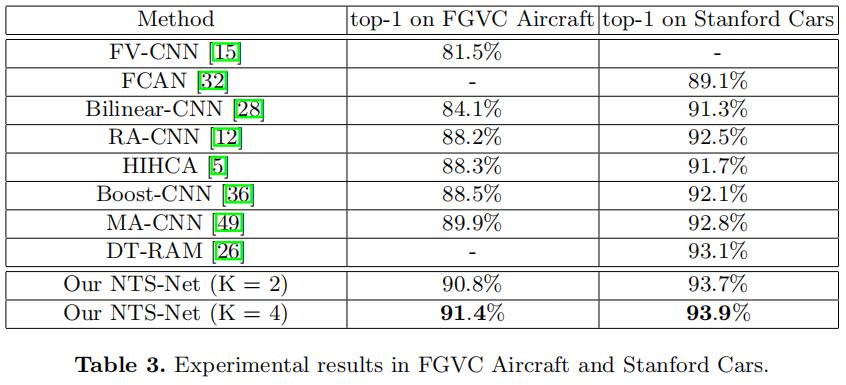 Method top-1 on FGVC Aircraft top-1 on Stanford Cars
FV-CNN [15] 81.5% -
FCAN [32] - 89.1%
Bilinear-CNN [28] 84.1% 91.3%
RA-CNN [12] 88.2% 92.5%
HIHCA [5] 88.3% 91.7%
Boost-CNN [36] 88.5% 92.1%
MA-CNN [49] 89.9% 92.8%
DT-RAM [26] - 93.1%
Our NTS-Net (K = 2) 90.8% 93.7%
Our NTS-Net (K = 4) 91.4% 93.9%
Table 3. Experimental results in FGVC Aircraft and Stanford Cars.